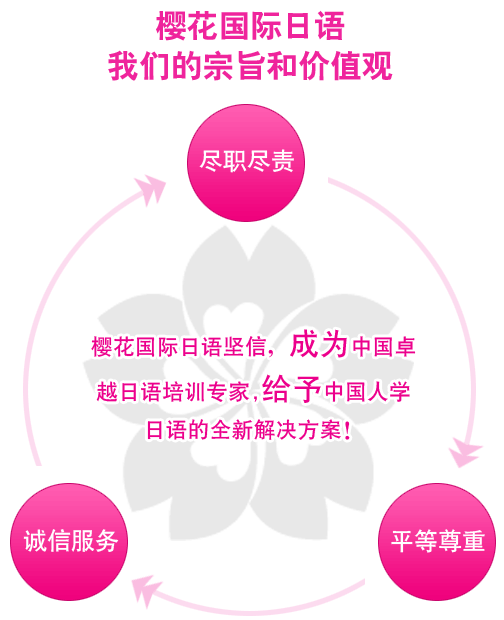 樱花国际日语
我们的宗旨和价值观
尽职尽责
樱花国际日语坚信，成为中国卓
越日语培训专家，给予中国人学
日语的全新解决方案！
诚信服务
平等尊重